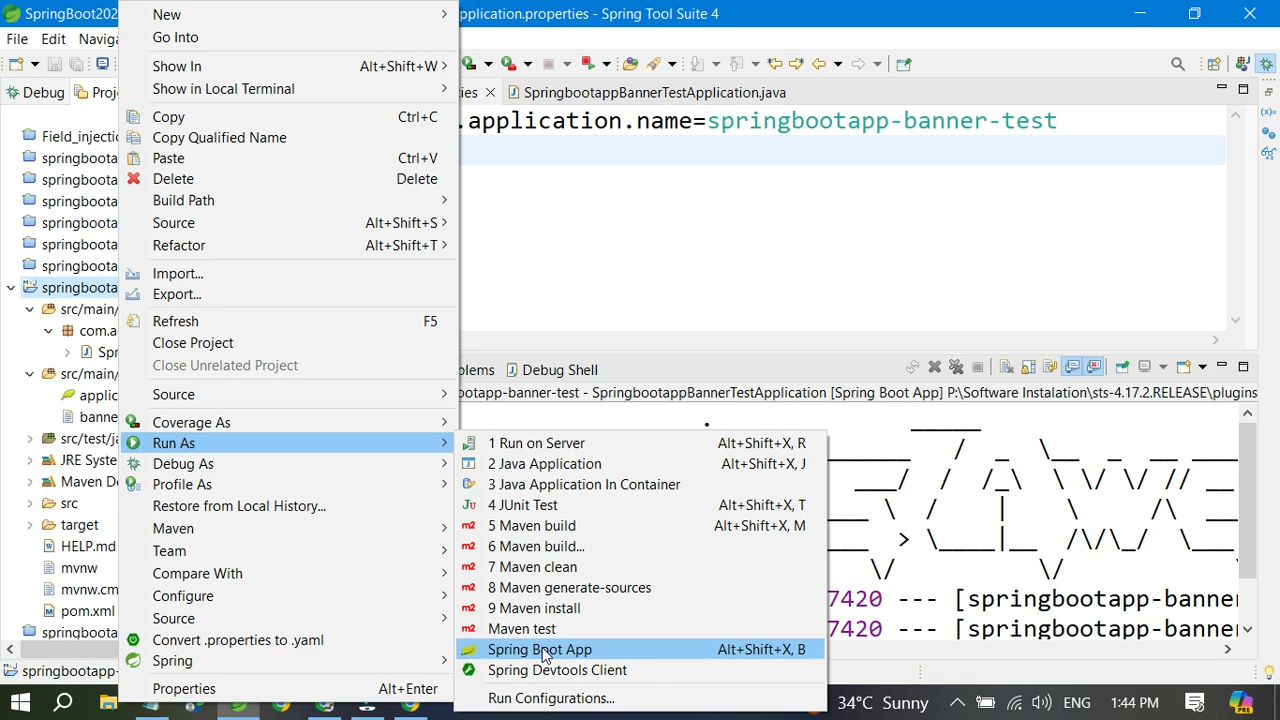 SpringBoot202
pplication.properties - Spring Tool Suite 4
File Edit Naviga
Debug
Proj
ies
SpringbootappBannerTestApplication.java
.application.name=springbootapp-banner-test
Field_injecti
springboota
springboota
springboota
springboota
springboota
springboota
springboota
src/main/
com.a
Spr
src/main/
applic
banne
src/test/ja
JRE Syste
Maven D
src
target
HELP.md
mvnw
mvnw.cm
pom.xml
springboota
springbootapp
New
Go Into
Show In Alt+Shift+W
Show in Local Terminal
Copy Ctrl+C
Copy Qualified Name
Paste Ctrl+V
Delete Delete
Build Path
Source Alt+Shift+S
Refactor Alt+Shift+T
Import...
Export...
Refresh F5
Close Project
Close Unrelated Project
Source
Coverage As
Run As
Debug As
Profile As
Restore from Local History...
Maven
Team
Compare With
Configure
Source
Convert .properties to .yaml
Spring
Properties Alt+Enter
1 Run on Server Alt+Shift+X, R
2 Java Application Alt+Shift+X, J
3 Java Application In Container
4 JUnit Test Alt+Shift+X, T
5 Maven build Alt+Shift+X, M
6 Maven build...
7 Maven clean
8 Maven generate-sources
9 Maven install
Maven test
Spring Boot App Alt+Shift+X, B
Spring Devtools Client
Run Configurations...
blems
Debug Shell
ootapp-banner-test - SpringbootappBannerTestApplication [Spring Boot App] P:\Software Instalation\sts-4.17.2.RELEASE\plugins
7420 --- [springbootapp-banner
7420 --- [springbootapp-banner
34°C Sunny
ENG
1:44 PM